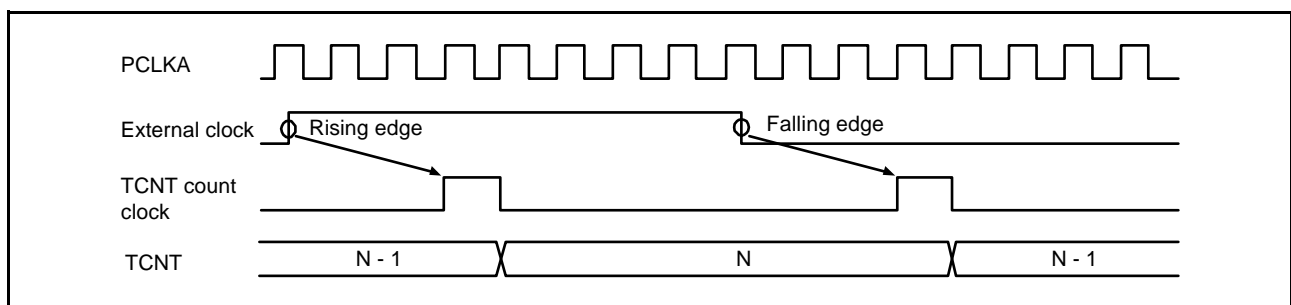 PCLKA
External clock
Rising edge
Falling edge
TCNT count
clock
TCNT
N - 1
N
N - 1